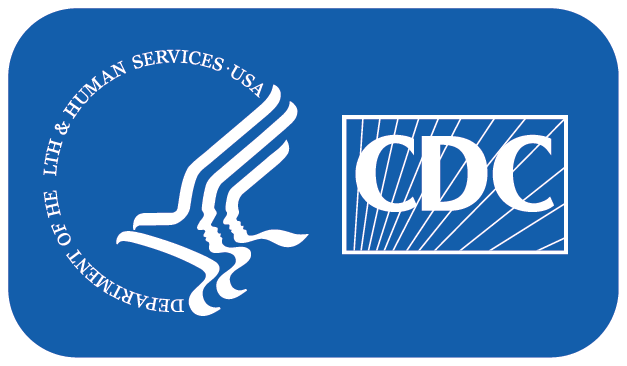 DEPARTMENT OF HE LTH & HUMAN SERVICES · USA
CDC